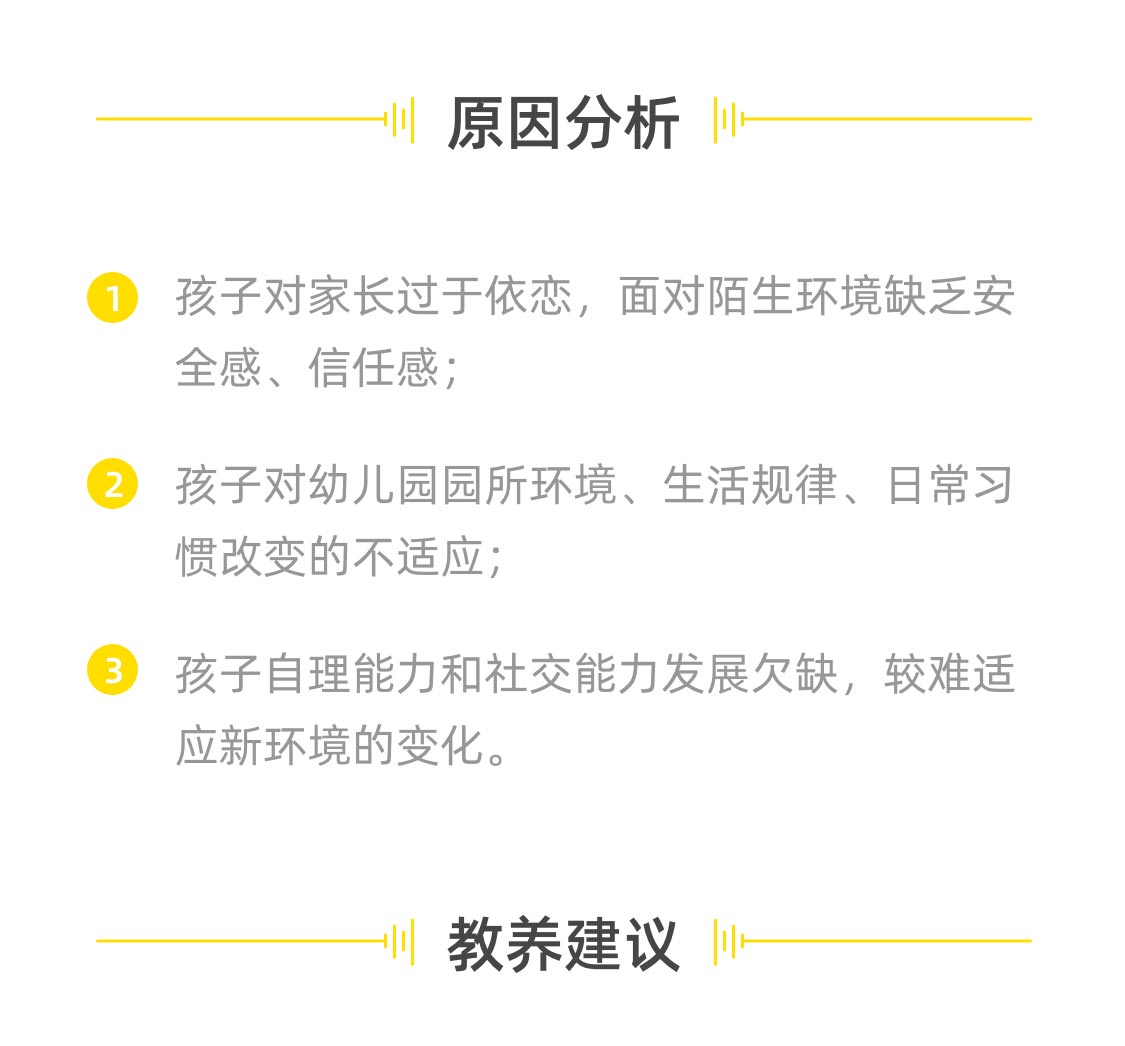 原因分析
1 孩子对家长过于依恋，面对陌生环境缺乏安
全感、信任感；
2 孩子对幼儿园园所环境、生活规律、日常习
惯改变的不适应；
3 孩子自理能力和社交能力发展欠缺，较难适
应新环境的变化。
教养建议